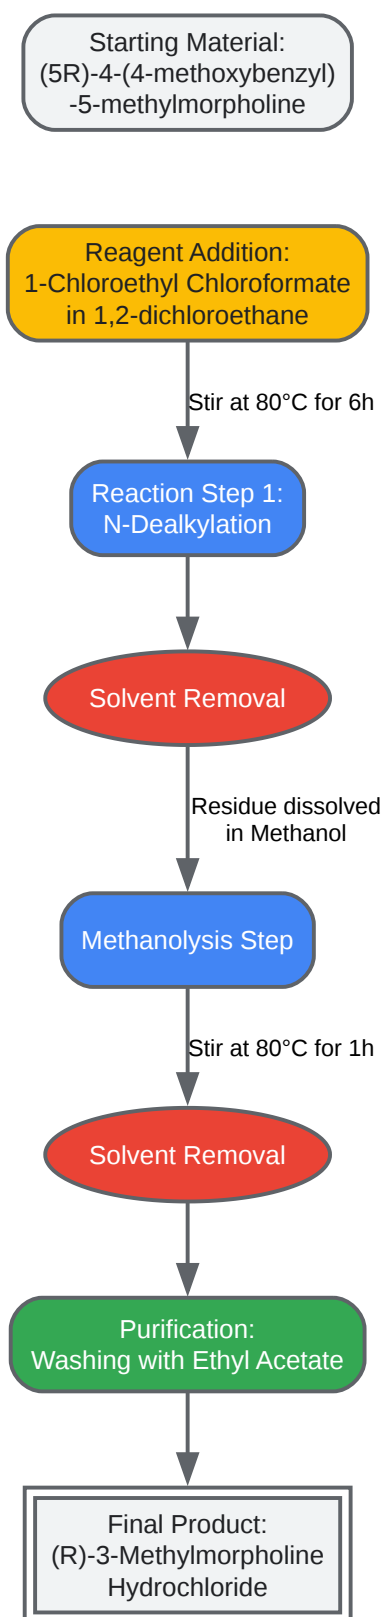 Starting Material:
(5R)-4-(4-methoxybenzyl)
-5-methylmorpholine
Reagent Addition:
1-Chloroethyl Chloroformate
in 1,2-dichloroethane
Stir at 80°C for 6h
Reaction Step 1:
N-Dealkylation
Solvent Removal
Residue dissolved
in Methanol
Methanolysis Step
Stir at 80°C for 1h
Solvent Removal
Purification:
Washing with Ethyl Acetate
Final Product:
(R)-3-Methylmorpholine
Hydrochloride